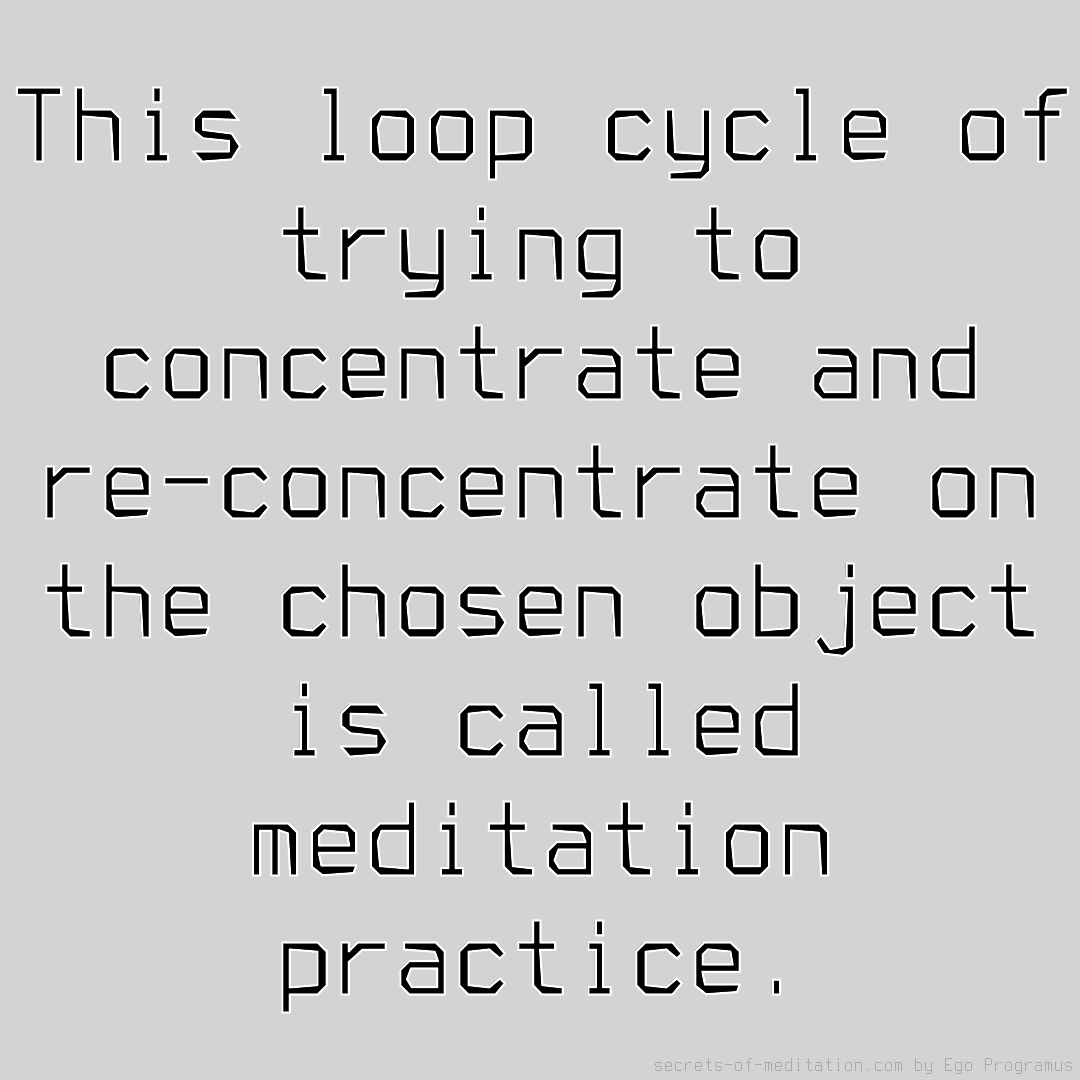 This loop cycle of
trying to
concentrate and
re-concentrate on
the chosen object
is called
meditation
practice.
secrets-of-meditation.com by Ego Programus